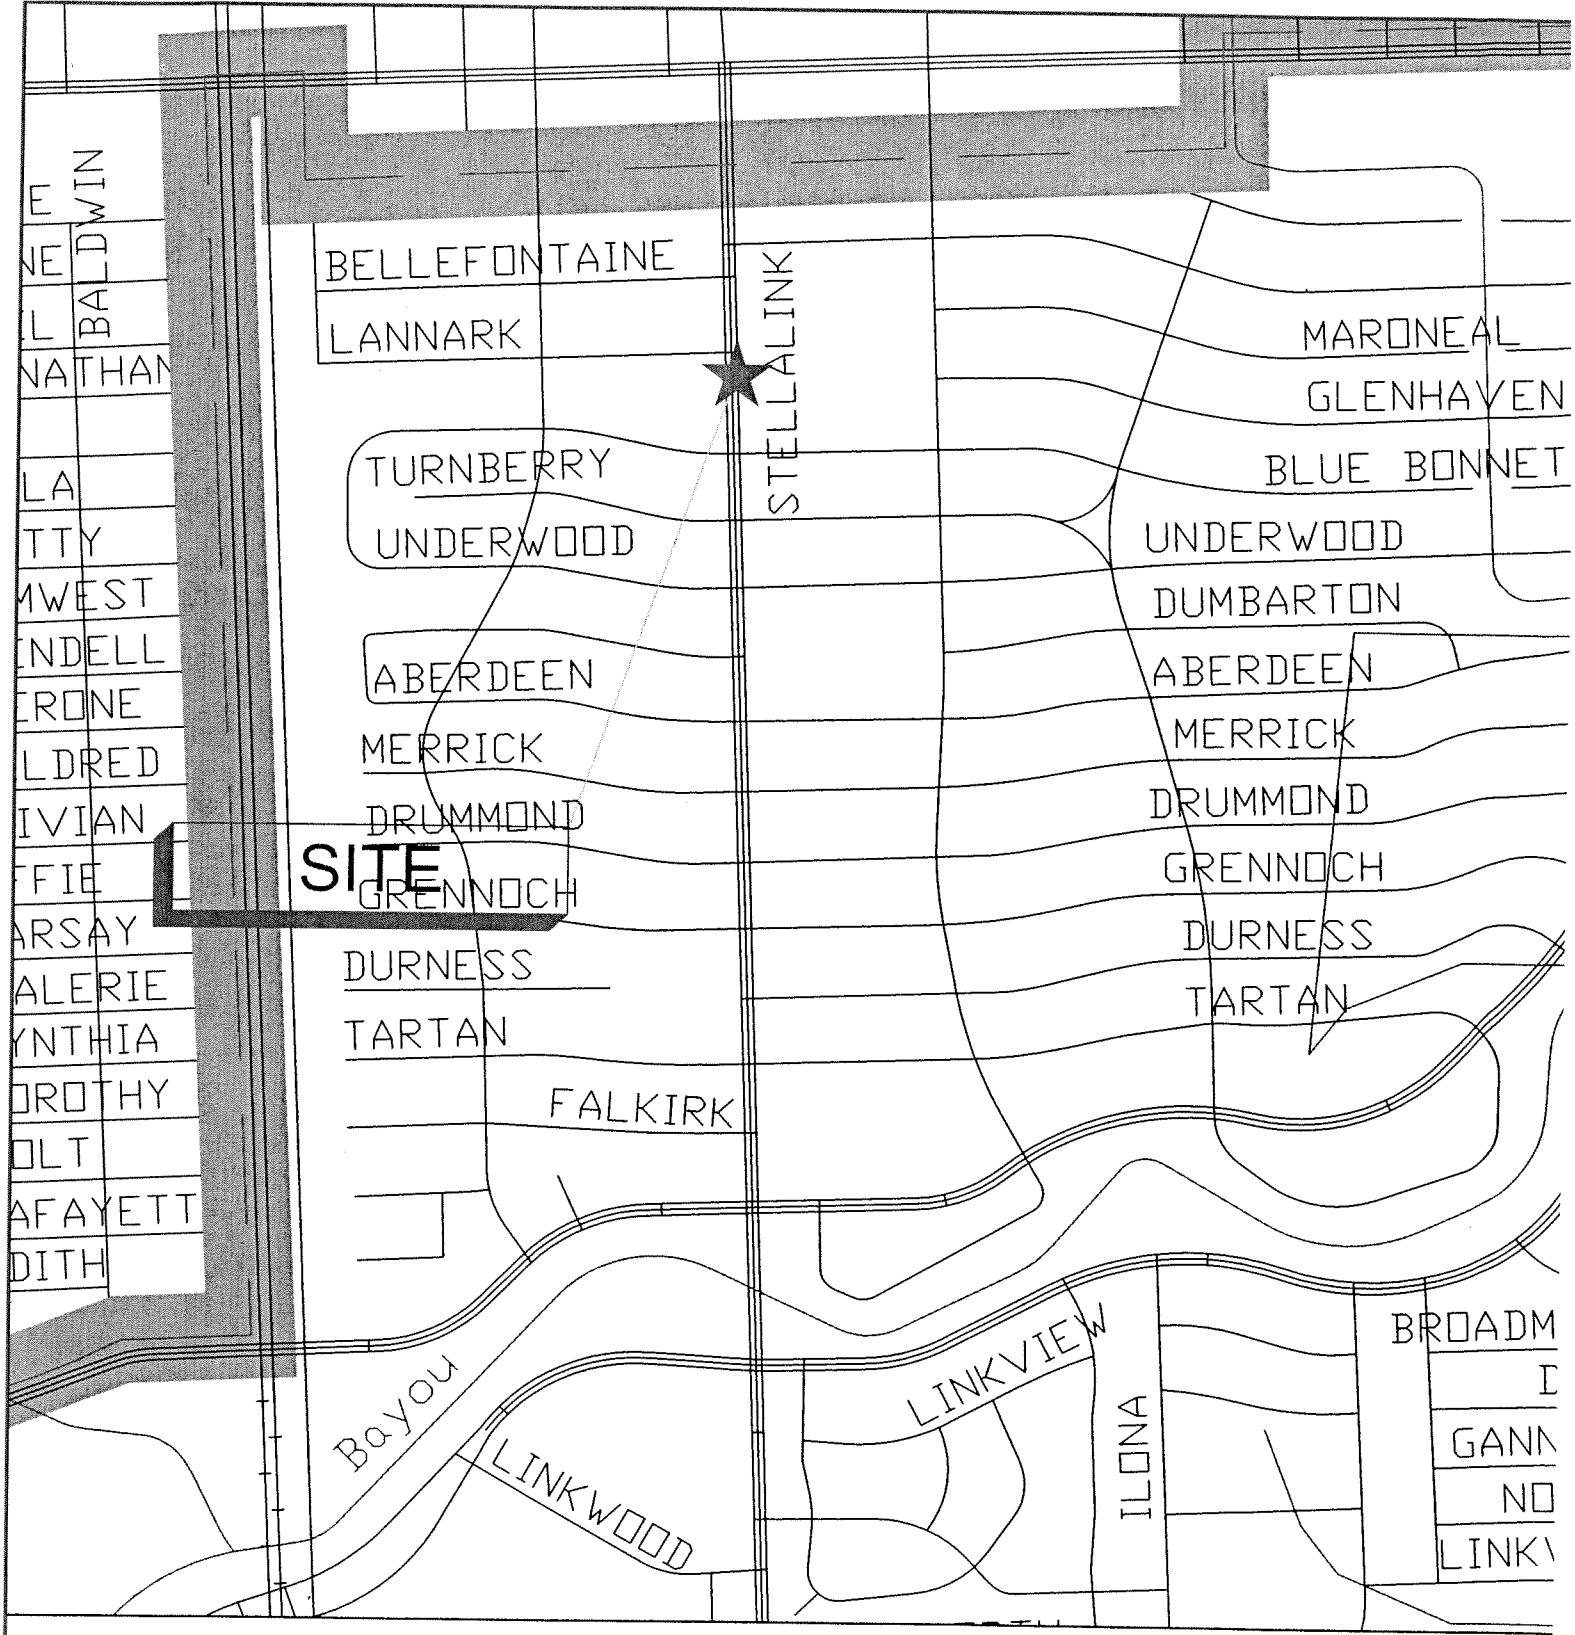 BALDWIN
E
NE
BELLEFONTAINE
STELLALINK
LANNARK
MARONEAL
NATHAN
GLENHAVEN
TURNBERRY
BLUE BONNET
LA
TTY
UNDERWOOD
UNDERWOOD
MWEST
DUMBARTON
ENDELL
ABERDEEN
ABERDEEN
ERONE
MERRICK
MERRICK
LDRED
DRUMMOND
DRUMMOND
IVIAN
SITE
GRENNOCH
GRENNOCH
FFIE
ARSAY
DURNESS
DURNESS
ALERIE
TARTAN
TARTAN
YNTHIA
OROTHY
FALKIRK
OLT
AFAYETT
DITH
Bayou
LINKVIEW
BROADM
D
ILONA
GANN
LINKWOOD
NO
LINKV